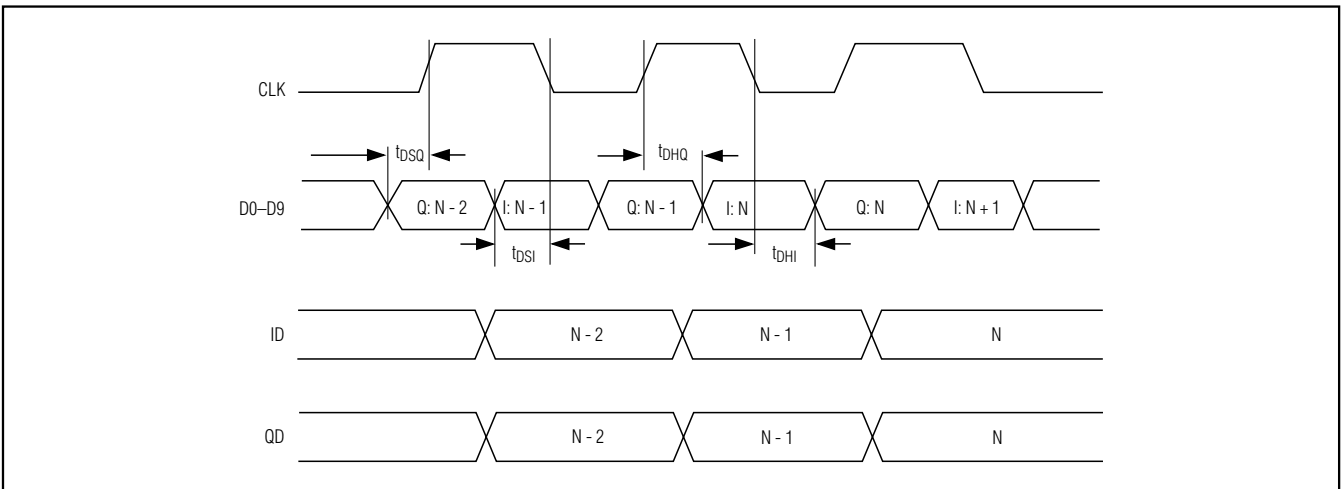 CLK
tDSQ
tDHQ
D0–D9
Q: N - 2
I: N - 1
Q: N - 1
I: N
Q: N
I: N + 1
tDSI
tDHI
ID
N - 2
N - 1
N
QD
N - 2
N - 1
N